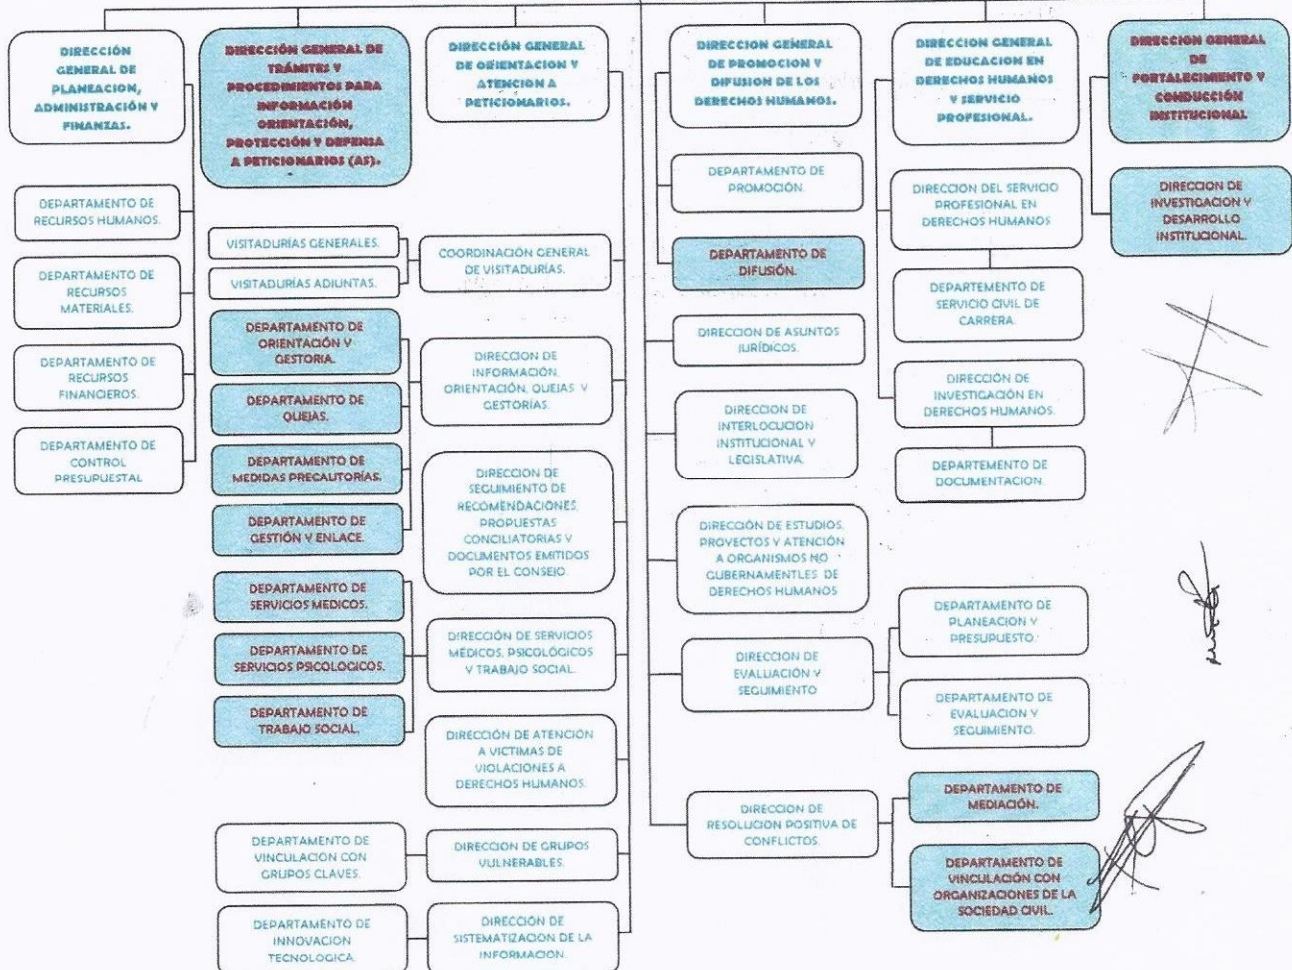 DIRECCIÓN
GENERAL DE
PLANEACION,
ADMINISTRACIÓN Y
FINANZAS.
DIRECCIÓN GENERAL DE
TRÁMITES Y
PROCEDIMIENTOS PARA
INFORMACIÓN
ORIENTACIÓN,
PROTECCIÓN Y DEFENSA
A PETICIONARIOS (AS).
DIRECCIÓN GENERAL
DE ORIENTACION Y
ATENCION A
PETICIONARIOS.
DIRECCION GENERAL
DE PROMOCION Y
DIFUSION DE LOS
DERECHOS HUMANOS.
DIRECCION GENERAL
DE EDUCACION EN
DERECHOS HUMANOS
Y SERVICIO
PROFESIONAL.
DIRECCION GENERAL
DE
FORTALECIMIENTO Y
CONDUCCIÓN
INSTITUCIONAL
DEPARTAMENTO DE
RECURSOS HUMANOS.
DEPARTAMENTO DE
RECURSOS
MATERIALES.
DEPARTAMENTO DE
RECURSOS
FINANCIEROS.
DEPARTAMENTO DE
CONTROL
PRESUPUESTAL
VISITADURÍAS GENERALES.
VISITADURÍAS ADJUNTAS.
DEPARTAMENTO DE
ORIENTACIÓN Y
GESTORIA.
DEPARTAMENTO DE
QUEJAS.
DEPARTAMENTO DE
MEDIDAS PRECAUTORÍAS.
DEPARTAMENTO DE
GESTIÓN Y ENLACE.
DEPARTAMENTO DE
SERVICIOS MEDICOS.
DEPARTAMENTO DE
SERVICIOS PSICOLOGICOS.
DEPARTAMENTO DE
TRABAJO SOCIAL.
DEPARTAMENTO DE
VINCULACION CON
GRUPOS CLAVES.
DEPARTAMENTO DE
INNOVACION
TECNOLOGICA.
COORDINACIÓN GENERAL
DE VISITADURÍAS.
DIRECCION DE
INFORMACIÓN,
ORIENTACIÓN, QUEJAS Y
GESTORÍAS.
DIRECCION DE
SEGUIMIENTO DE
RECOMENDACIONES,
PROPUESTAS
CONCILIATORIAS Y
DOCUMENTOS EMITIDOS
POR EL CONSEJO.
DIRECCIÓN DE SERVICIOS
MÉDICOS, PSICOLÓGICOS
Y TRABAJO SOCIAL.
DIRECCIÓN DE ATENCIÓN
A VICTIMAS DE
VIOLACIONES A
DERECHOS HUMANOS.
DIRECCION DE GRUPOS
VULNERABLES.
DIRECCIÓN DE
SISTEMATIZACION DE LA
INFORMACION.
DEPARTAMENTO DE
PROMOCIÓN.
DEPARTAMENTO DE
DIFUSIÓN.
DIRECCION DE ASUNTOS
JURÍDICOS.
DIRECCION DE
INTERLOCUCION
INSTITUCIONAL Y
LEGISLATIVA.
DIRECCIÓN DE ESTUDIOS,
PROYECTOS Y ATENCIÓN
A ORGANISMOS NO
GUBERNAMENTLES DE
DERECHOS HUMANOS
DIRECCION DE
EVALUACIÓN Y
SEGUIMIENTO
DIRECCION DE
RESOLUCION POSITIVA DE
CONFLICTOS.
DIRECCION DEL SERVICIO
PROFESIONAL EN
DERECHOS HUMANOS
DEPARTEMENTO DE
SERVICIO CIVIL DE
CARRERA.
DIRECCIÓN DE
INVESTIGACIÓN EN
DERECHOS HUMANOS.
DEPARTEMENTO DE
DOCUMENTACION.
DEPARTAMENTO DE
PLANEACION Y
PRESUPUESTO.
DEPARTAMENTO DE
EVALUACIÓN Y
SEGUIMIENTO.
DEPARTAMENTO DE
MEDIACIÓN.
DEPARTAMENTO DE
VINCULACIÓN CON
ORGANIZACIONES DE LA
SOCIEDAD CIVIL.
DIRECCION DE
INVESTIGACION Y
DESARROLLO
INSTITUCIONAL.